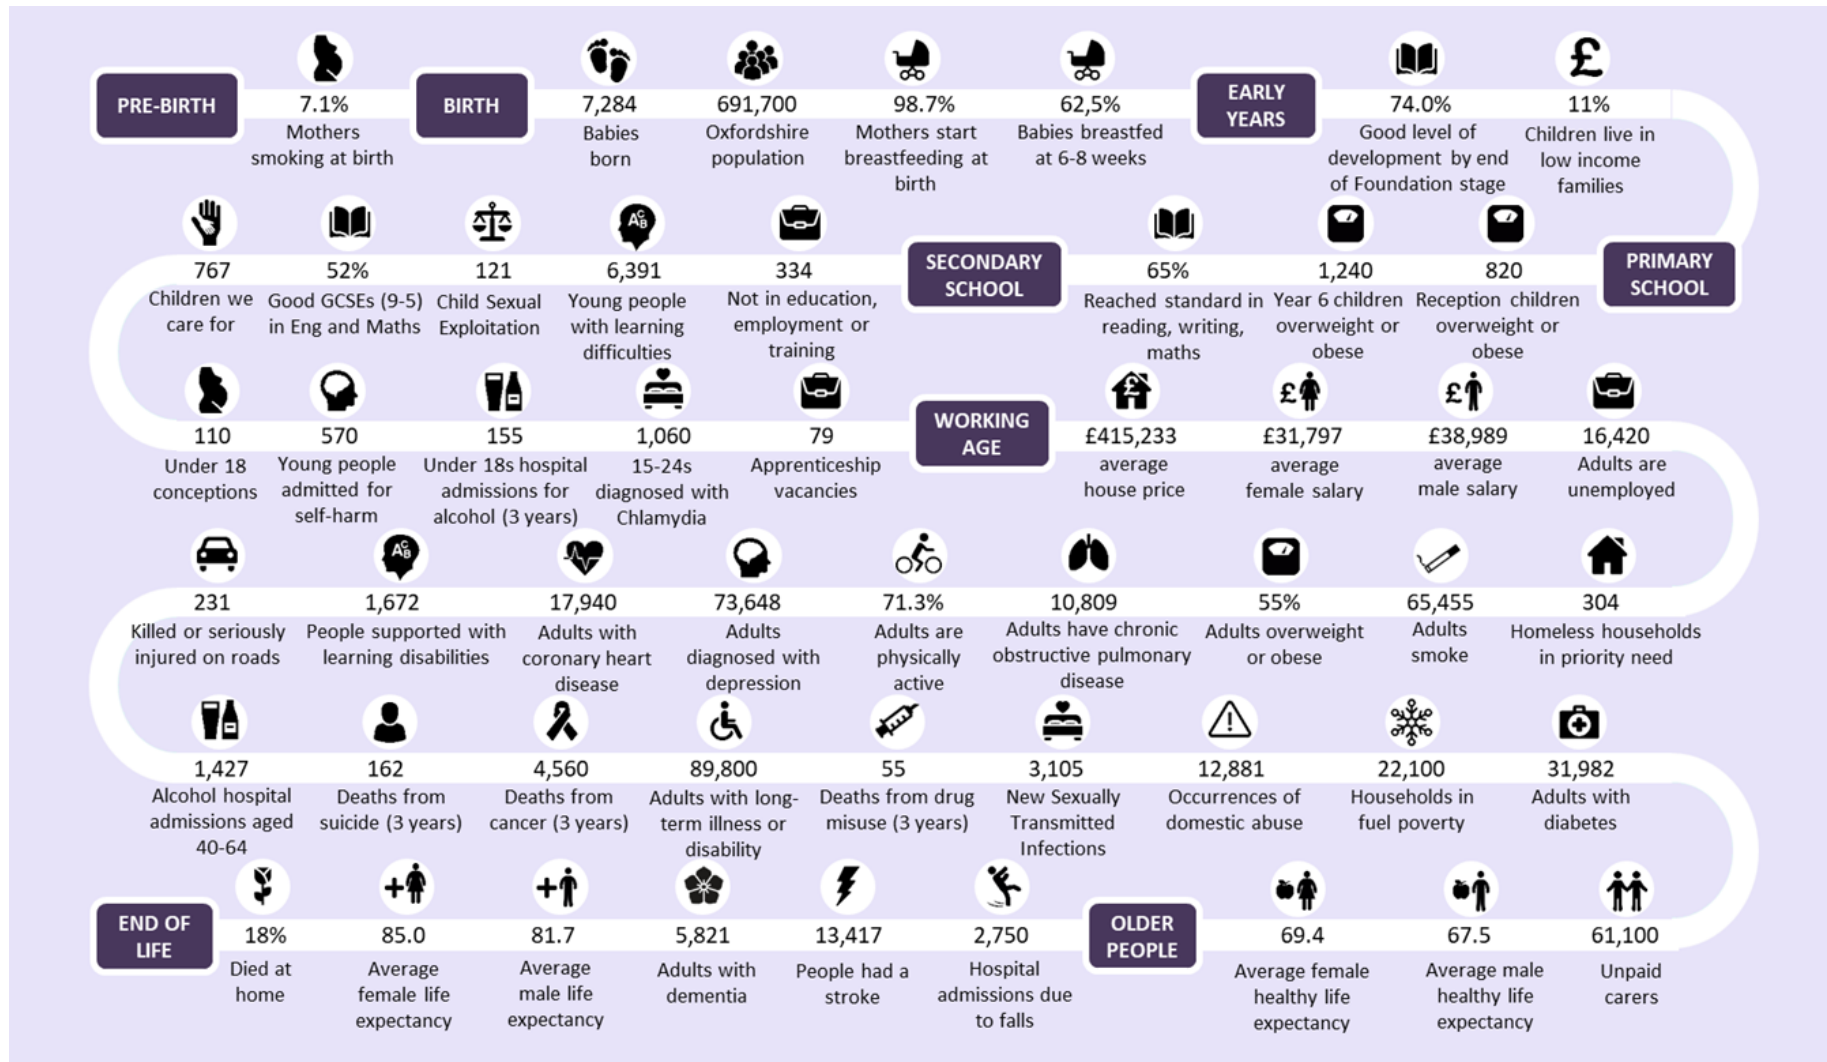 PRE-BIRTH
7.1%
Mothers
smoking at birth
BIRTH
7,284
Babies
born
691,700
Oxfordshire
population
98.7%
Mothers start
breastfeeding at
birth
62,5%
Babies breastfed
at 6-8 weeks
EARLY
YEARS
74.0%
Good level of
development by end
of Foundation stage
£
11%
Children live in
low income
families
PRIMARY
SCHOOL
820
Reception children
overweight or
obese
1,240
Year 6 children
overweight or
obese
65%
Reached standard in
reading, writing,
maths
SECONDARY
SCHOOL
334
Not in education,
employment or
training
ACB
6,391
Young people
with learning
difficulties
121
Child Sexual
Exploitation
52%
Good GCSEs (9-5)
in Eng and Maths
767
Children we
care for
110
Under 18
conceptions
570
Young people
admitted for
self-harm
155
Under 18s hospital
admissions for
alcohol (3 years)
1,060
15-24s
diagnosed with
Chlamydia
79
Apprenticeship
vacancies
WORKING
AGE
£
£415,233
average
house price
£
£31,797
average
female salary
£
£38,989
average
male salary
16,420
Adults are
unemployed
304
Homeless households
in priority need
65,455
Adults
smoke
55%
Adults overweight
or obese
10,809
Adults have chronic
obstructive pulmonary
disease
71.3%
Adults are
physically
active
73,648
Adults
diagnosed with
depression
17,940
Adults with
coronary heart
disease
ACB
1,672
People supported with
learning disabilities
231
Killed or seriously
injured on roads
1,427
Alcohol hospital
admissions aged
40-64
162
Deaths from
suicide (3 years)
4,560
Deaths from
cancer (3 years)
89,800
Adults with long-
term illness or
disability
55
Deaths from drug
misuse (3 years)
3,105
New Sexually
Transmitted
Infections
12,881
Occurrences of
domestic abuse
22,100
Households in
fuel poverty
31,982
Adults with
diabetes
61,100
Unpaid
carers
67.5
Average male
healthy life
expectancy
69.4
Average female
healthy life
expectancy
OLDER
PEOPLE
2,750
Hospital
admissions due
to falls
13,417
People had a
stroke
5,821
Adults with
dementia
81.7
Average
male life
expectancy
85.0
Average
female life
expectancy
18%
Died at
home
END OF
LIFE